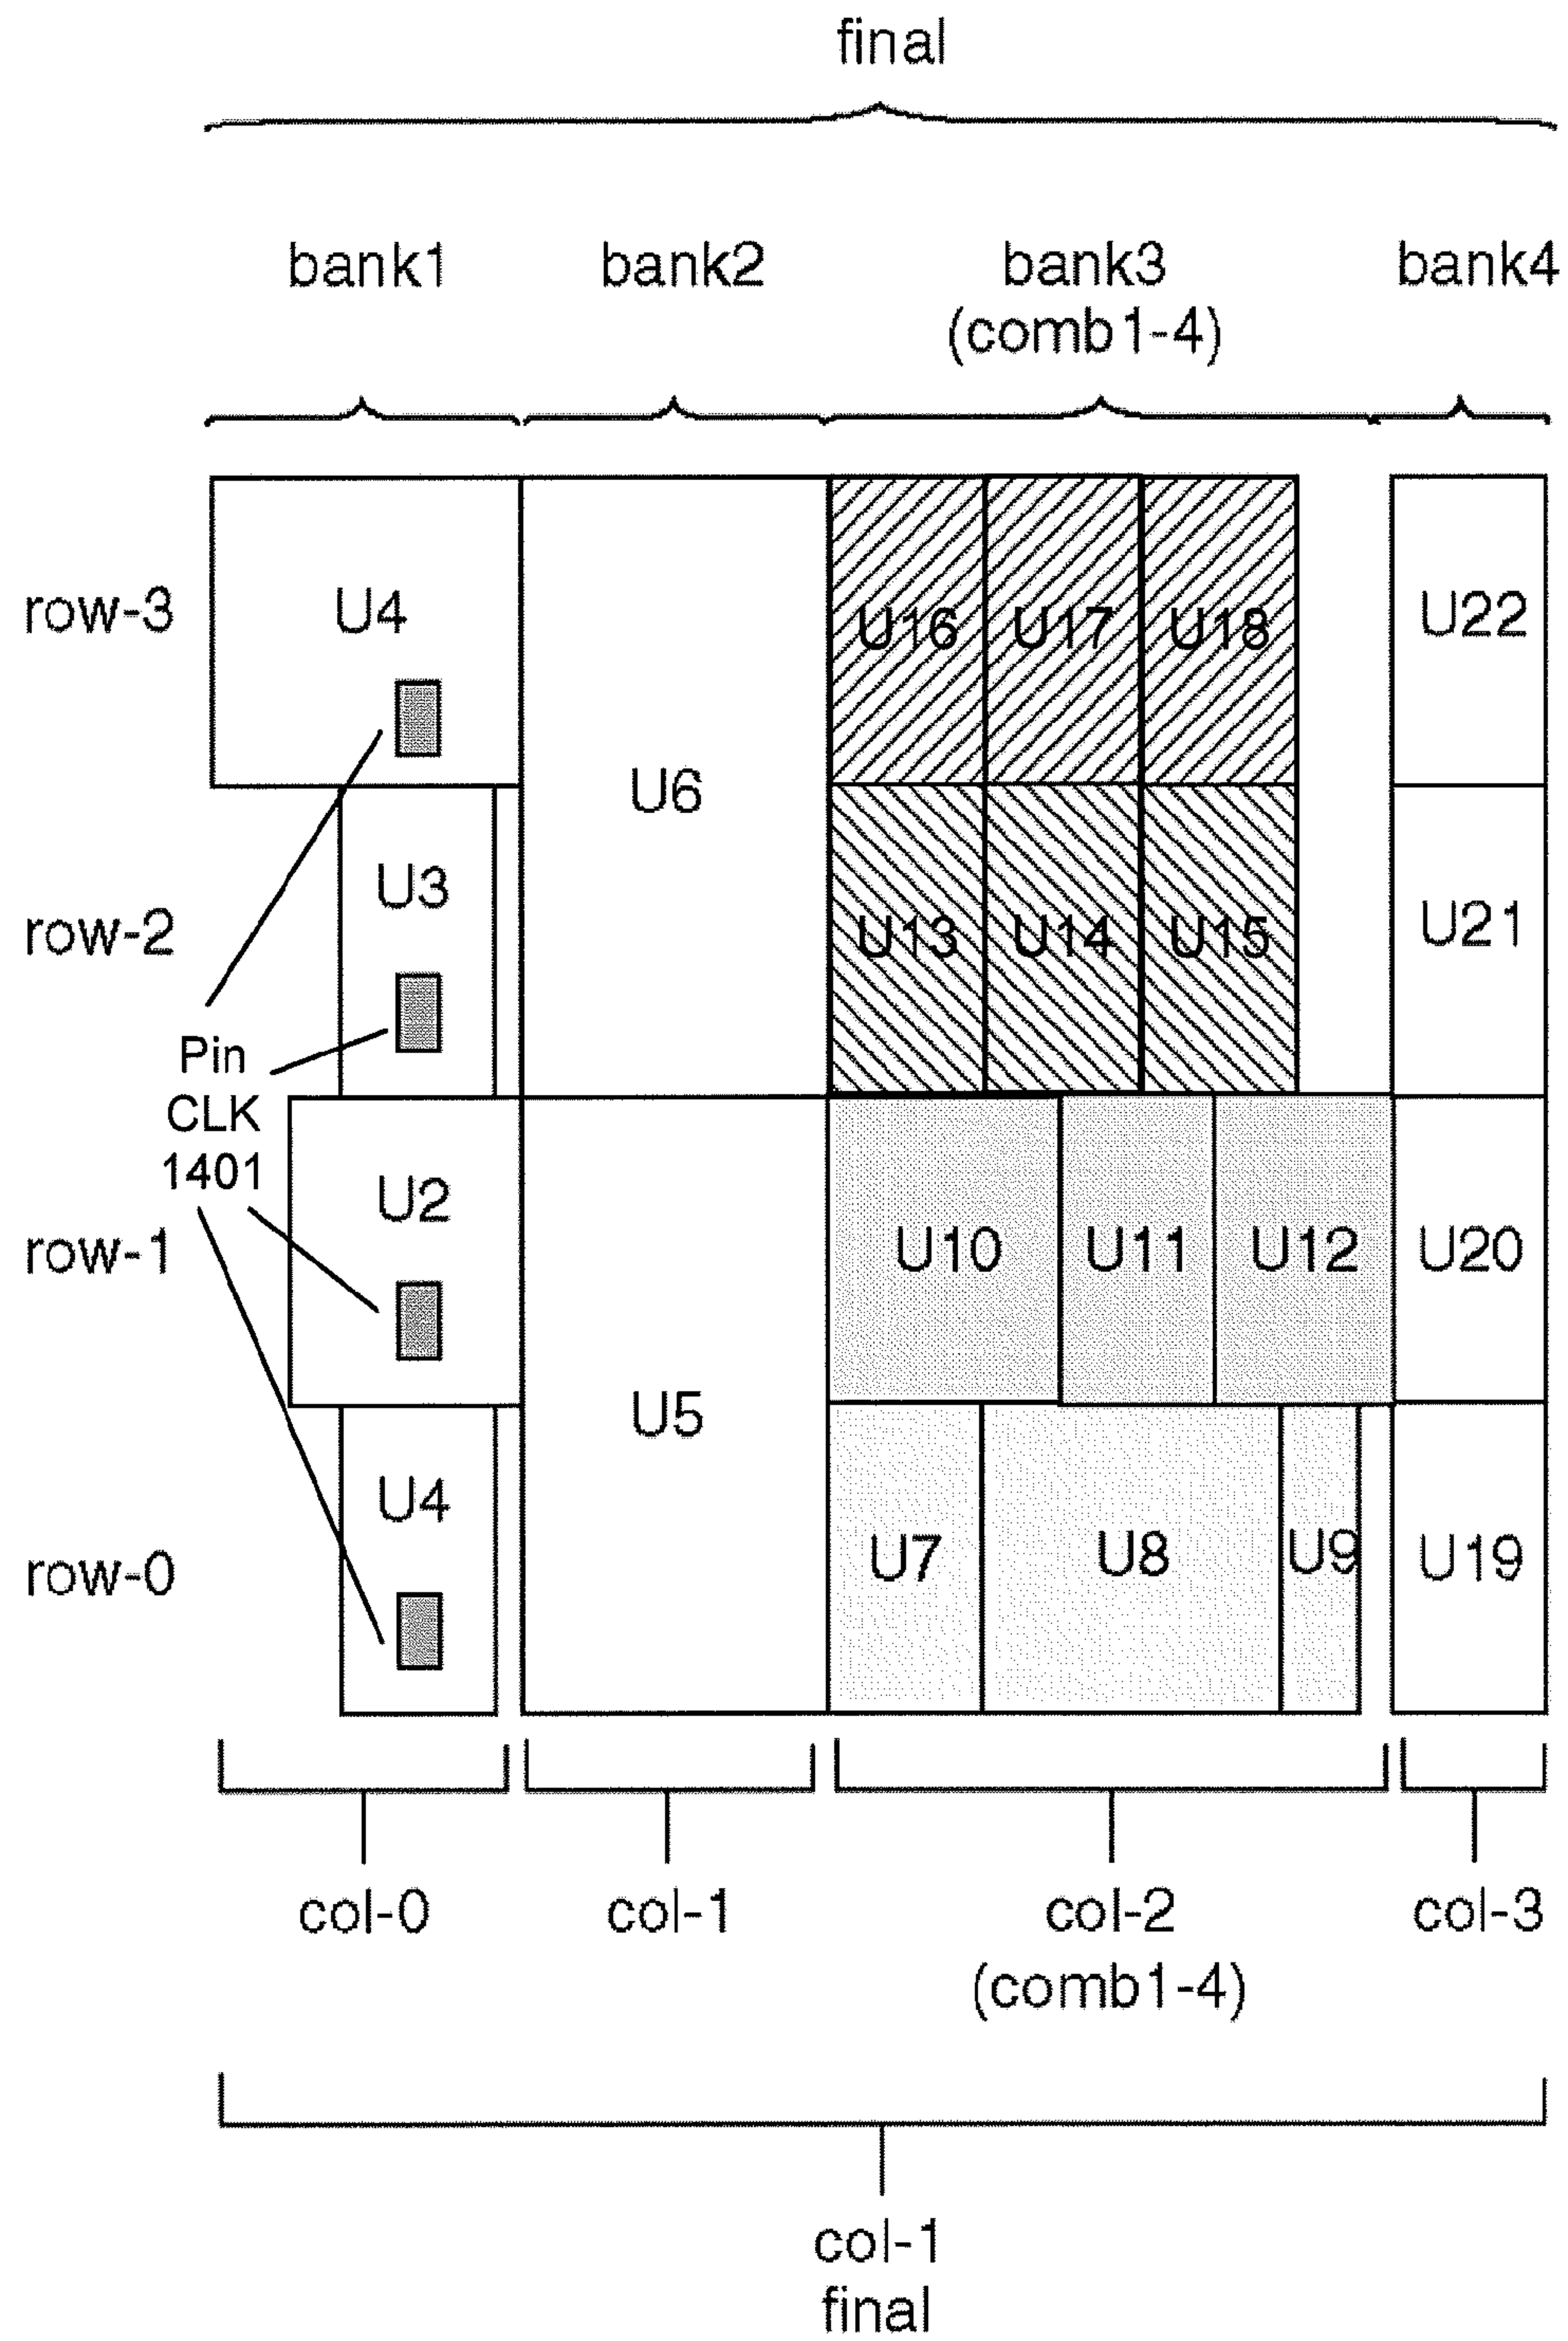 final
bank1 bank2 bank3 bank4
(comb1-4)
row-3 U4 U16 U17 U18 U22
U6
row-2 U3 U13 U14 U15 U21
Pin
CLK
1401
row-1 U2 U10 U11 U12 U20
U5
row-0 U4 U7 U8 U9 U19
col-0 col-1 col-2 col-3
(comb1-4)
col-1
final